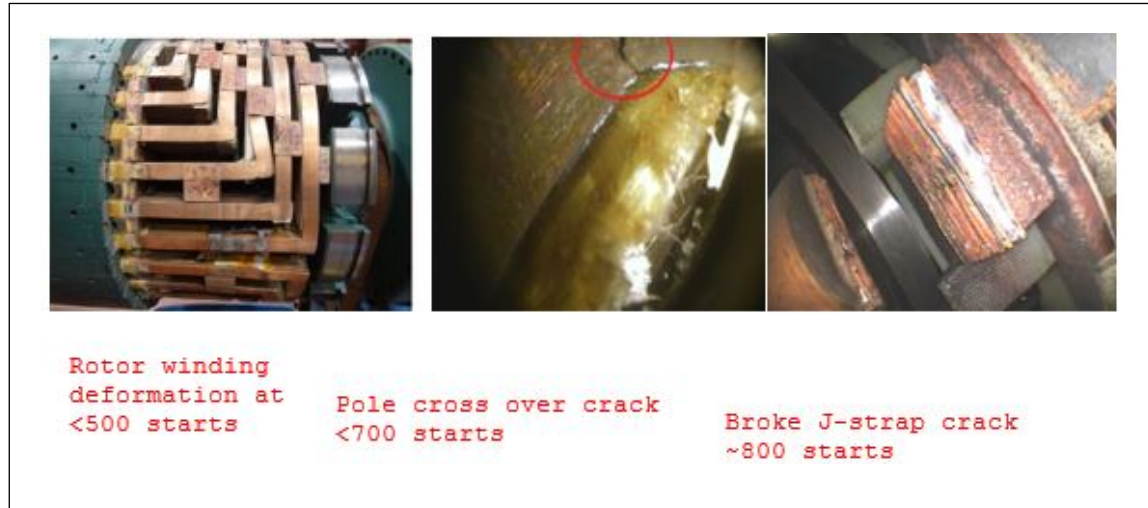 Rotor winding
deformation at
<500 starts
Pole cross over crack
<700 starts
Broke J-strap crack
~800 starts